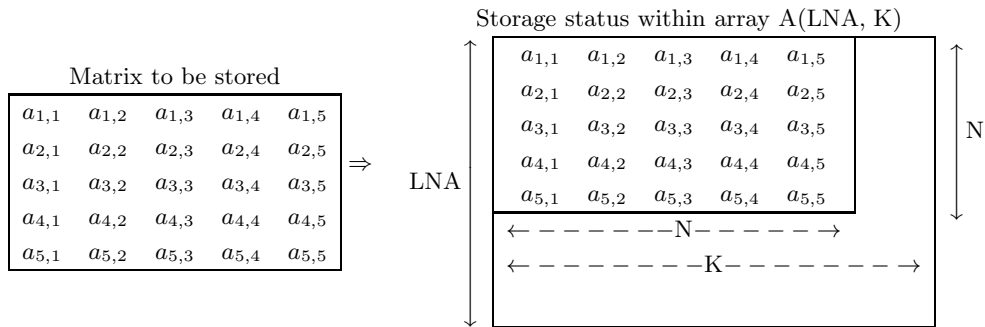 Storage status within array A(LNA, K)
Matrix to be stored
a1,1 a1,2 a1,3 a1,4 a1,5
a2,1 a2,2 a2,3 a2,4 a2,5
a3,1 a3,2 a3,3 a3,4 a3,5
a4,1 a4,2 a4,3 a4,4 a4,5
a5,1 a5,2 a5,3 a5,4 a5,5
⇒
LNA
a1,1 a1,2 a1,3 a1,4 a1,5
a2,1 a2,2 a2,3 a2,4 a2,5
a3,1 a3,2 a3,3 a3,4 a3,5
a4,1 a4,2 a4,3 a4,4 a4,5
a5,1 a5,2 a5,3 a5,4 a5,5
N
N
K